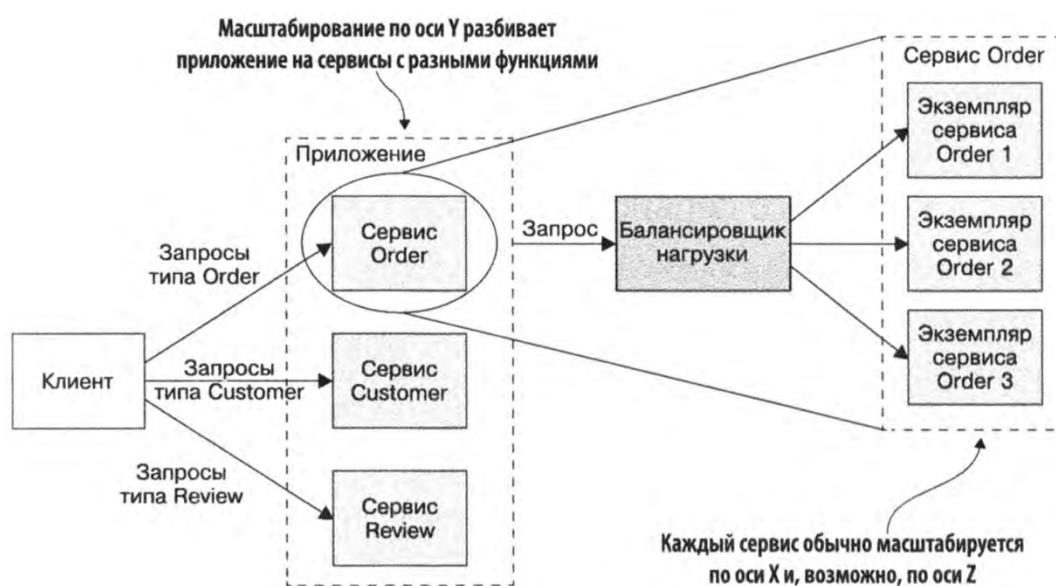 Масштабирование по оси Y разбивает
приложение на сервисы с разными функциями
Сервис Order
Экземпляр
сервиса
Order 1
Приложение
Сервис
Order
Запрос
Балансировщик
нагрузки
Экземпляр
сервиса
Order 2
Запросы
типа Order
Экземпляр
сервиса
Order 3
Клиент
Запросы
типа Customer
Сервис
Customer
Запросы
типа Review
Сервис
Review
Каждый сервис обычно масштабируется
по оси X и, возможно, по оси Z